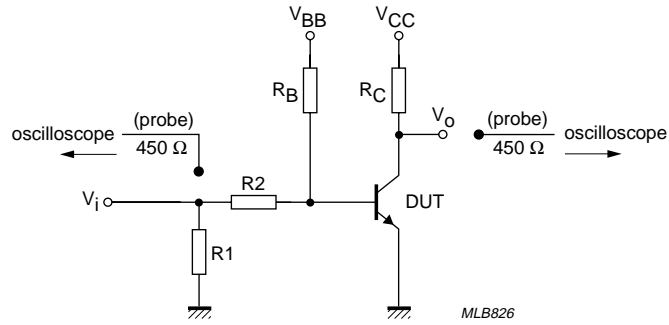 VBB
VCC
RB
RC
Vo
(probe)
450 Ω
oscilloscope
(probe)
450 Ω
oscilloscope
R2
Vi
DUT
R1
MLB826